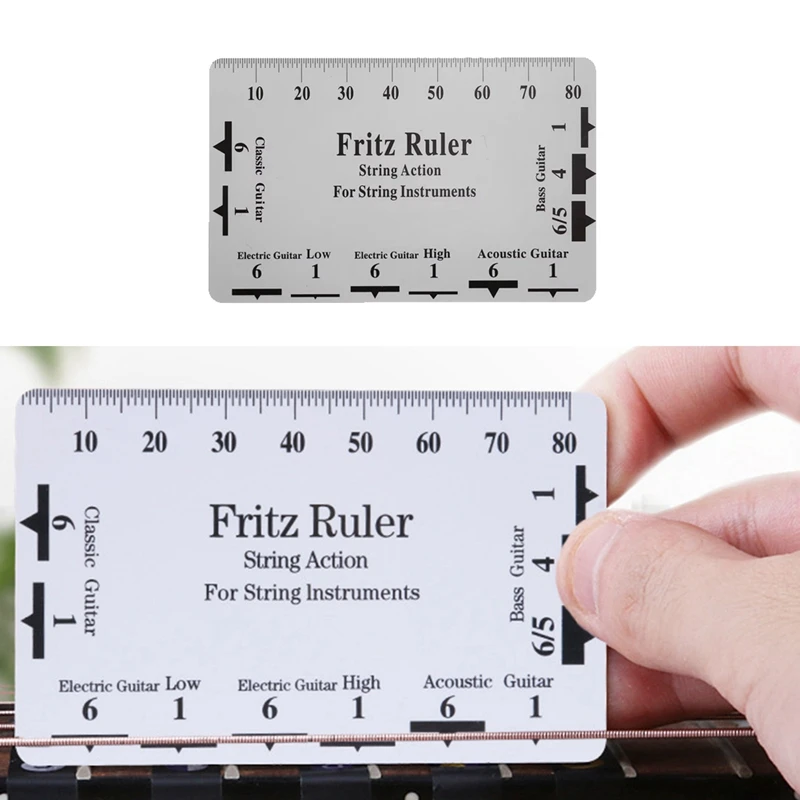 10 20 30 40 50 60 70 80
Fritz Ruler
String Action
For String Instruments
6 1
Classic Guitar
1 4 6/5
Bass Guitar
Electric Guitar Low Electric Guitar High Acoustic Guitar
6 1 6 1 6 1
10 20 30 40 50 60 70 80
Fritz Ruler
String Action
For String Instruments
6 1
Classic Guitar
1 4 6/5
Bass Guitar
Electric Guitar Low Electric Guitar High Acoustic Guitar
6 1 6 1 6 1